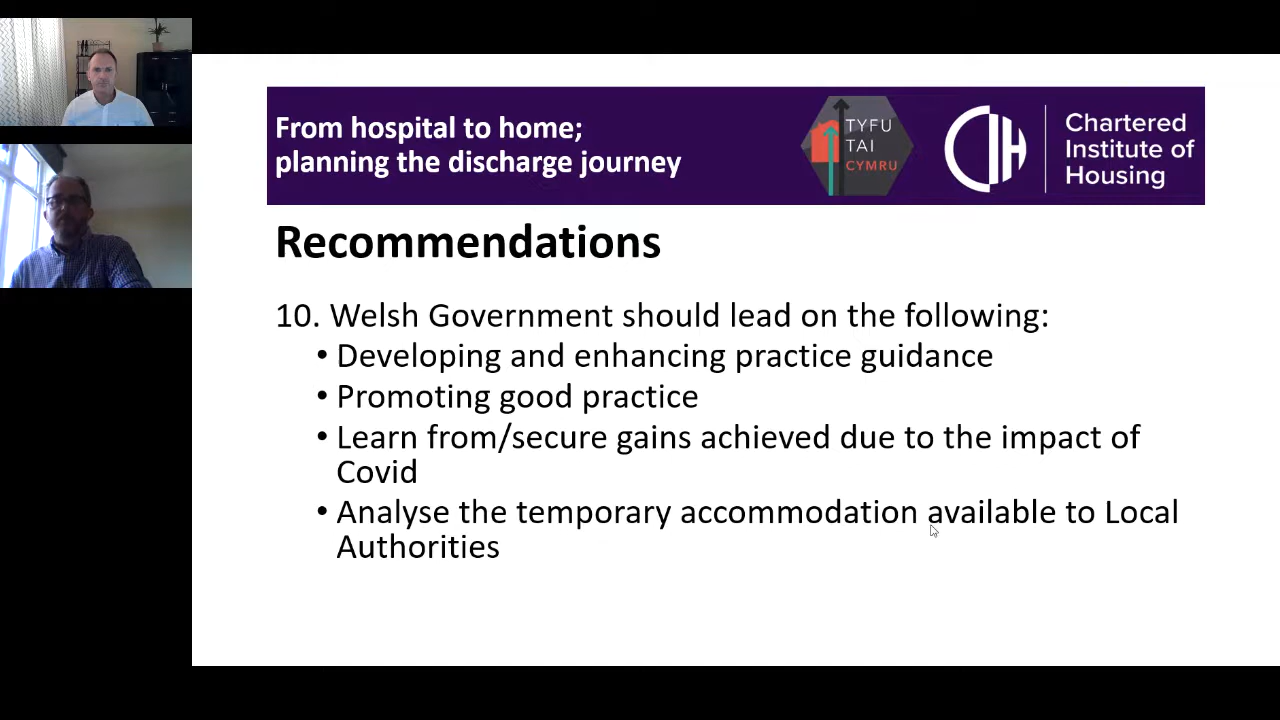 From hospital to home;
planning the discharge journey
TYFU
TAI
CYMRU
CIH
Chartered
Institute of
Housing
Recommendations
10. Welsh Government should lead on the following:
• Developing and enhancing practice guidance
• Promoting good practice
• Learn from/secure gains achieved due to the impact of
Covid
• Analyse the temporary accommodation available to Local
Authorities